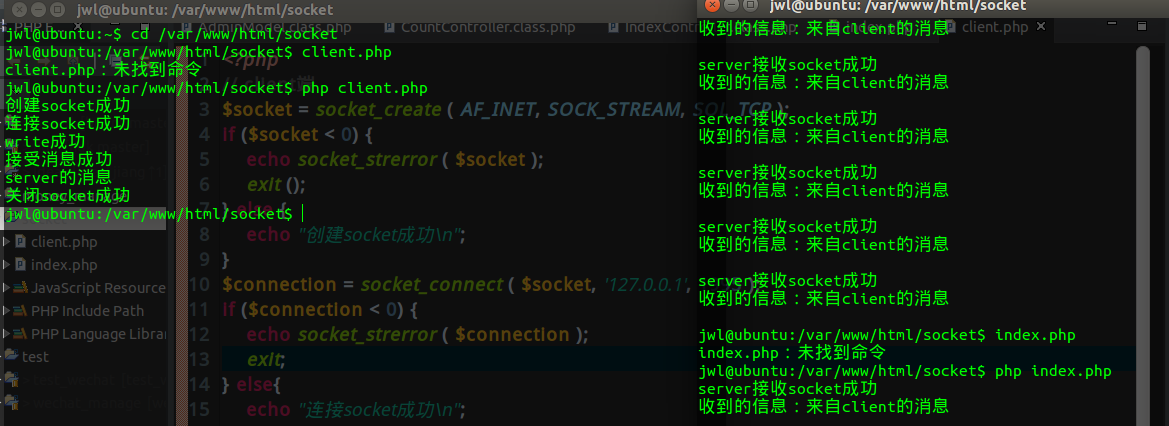 jwl@ubuntu: /var/www/html/socket
jwl@ubuntu:~$ cd /var/www/html/socket
jwl@ubuntu:/var/www/html/socket$ client.php
client.php：未找到命令
jwl@ubuntu:/var/www/html/socket$ php client.php
创建socket成功
连接socket成功
write成功
接受消息成功
server的消息
关闭socket成功
jwl@ubuntu:/var/www/html/socket$
client.php
index.php
JavaScript Resource
PHP Include Path
PHP Language Librar
test
AdminModel.class.php
CountController.class.php
IndexCont
client.php
<?php
3 $socket = socket_create ( AF_INET, SOCK_STREAM, SOL_TCP );
4 if ($socket < 0) {
5 echo socket_strerror ( $socket );
6 exit ();
7 } else {
8 echo "创建socket成功\n";
9 }
10 $connection = socket_connect ( $socket, '127.0.0.1',
11 if ($connection < 0) {
12 echo socket_strerror ( $connection );
13 exit;
14 } else{
15 echo "连接socket成功\n";
jwl@ubuntu: /var/www/html/socket
收到的信息：来自client的消息
server接收socket成功
收到的信息：来自client的消息
server接收socket成功
收到的信息：来自client的消息
server接收socket成功
收到的信息：来自client的消息
server接收socket成功
收到的信息：来自client的消息
server接收socket成功
收到的信息：来自client的消息
jwl@ubuntu:/var/www/html/socket$ index.php
index.php：未找到命令
jwl@ubuntu:/var/www/html/socket$ php index.php
server接收socket成功
收到的信息：来自client的消息